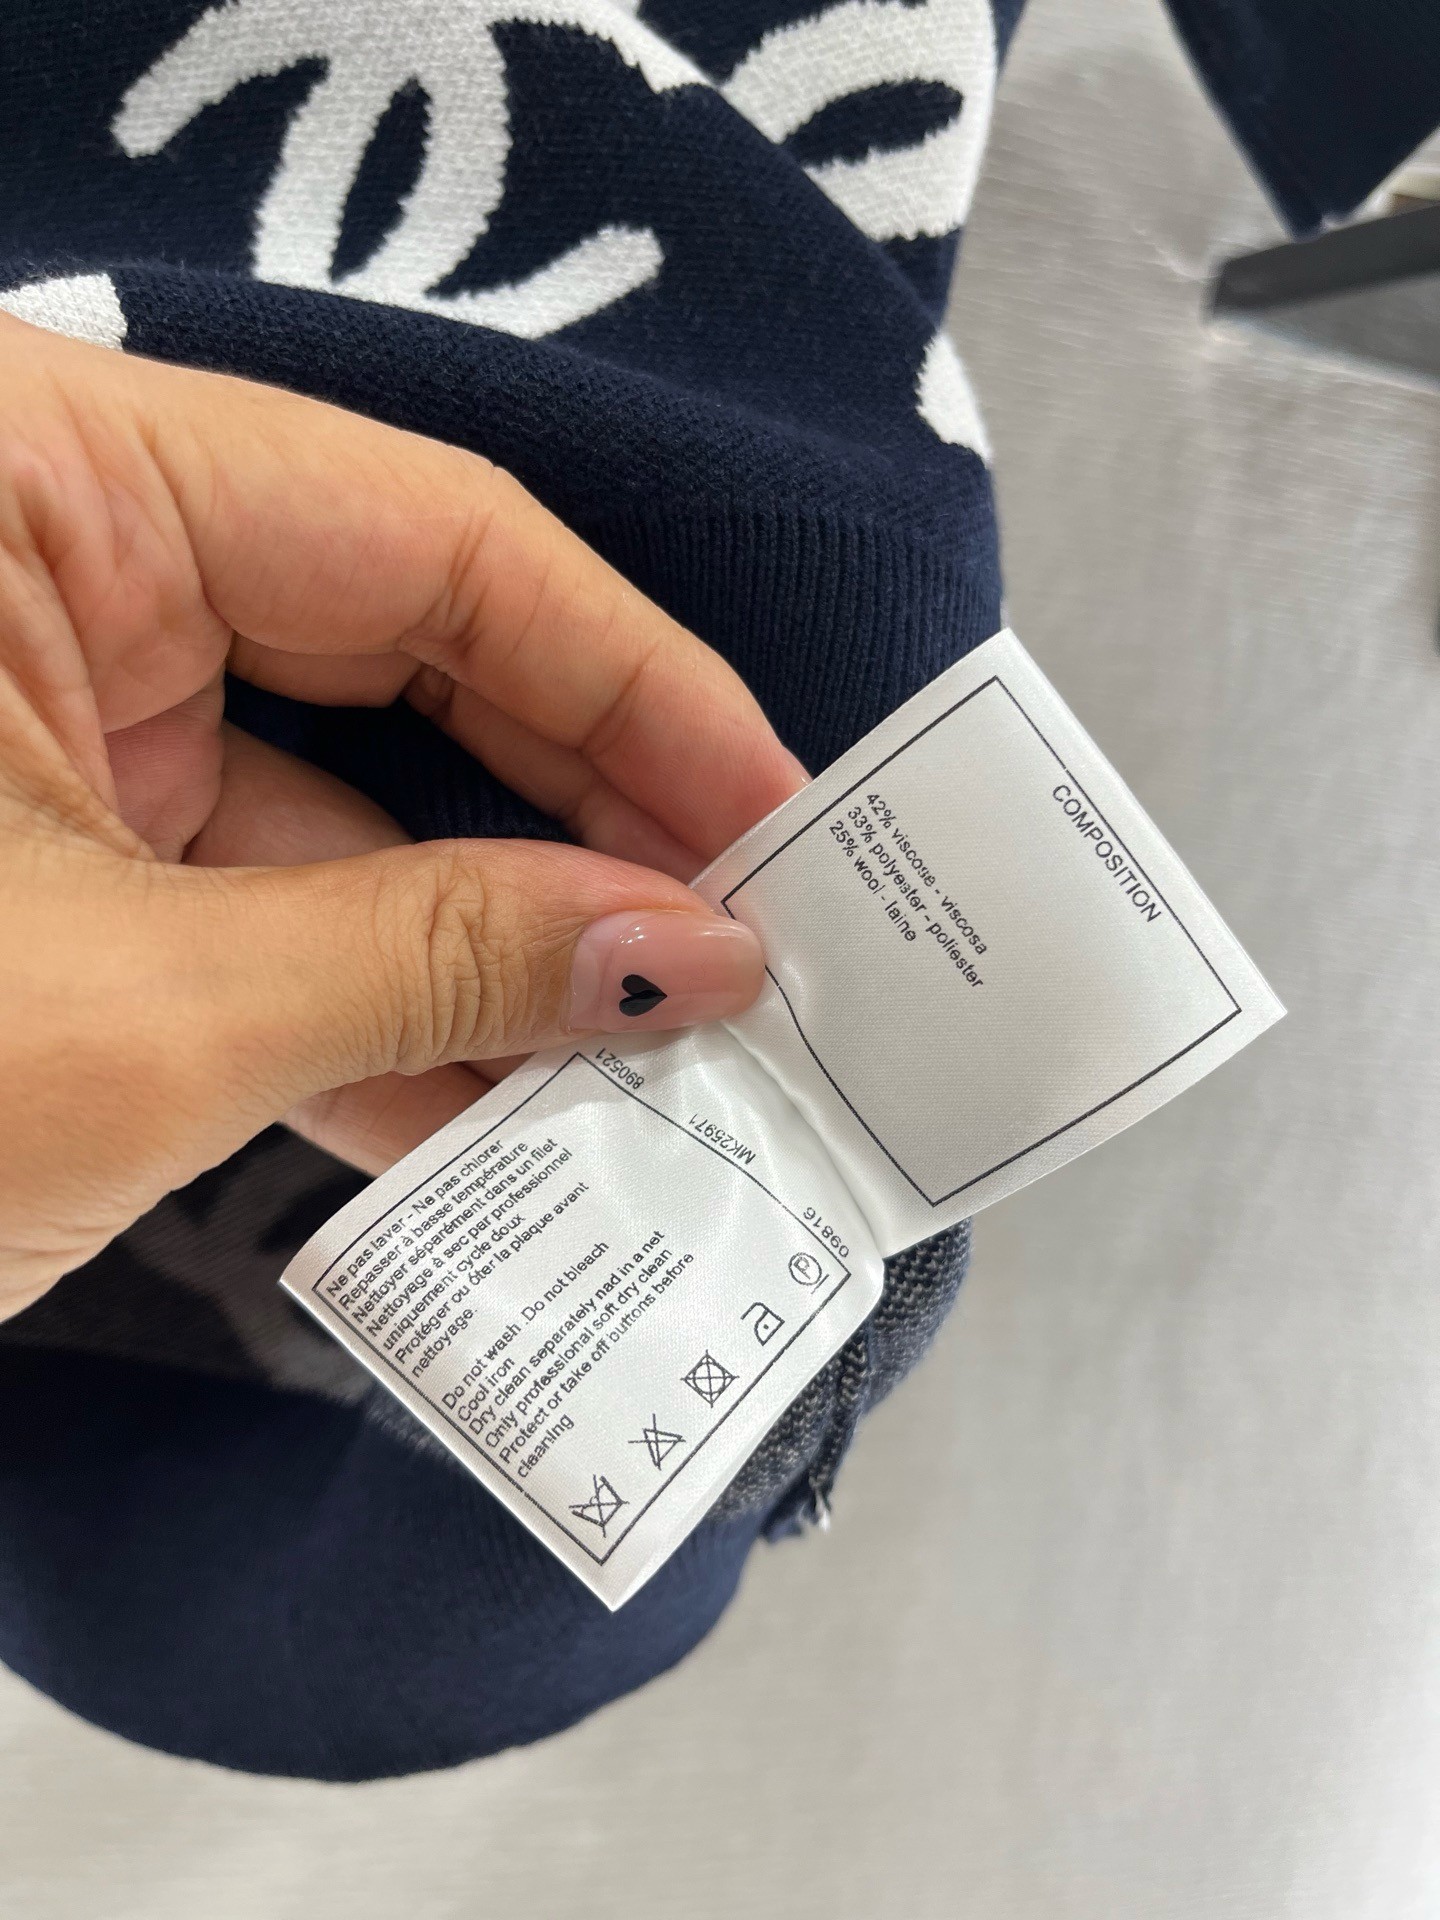 COMPOSITION
42% viscose - viscosa
33% polyester - poliester
25% wool - laine
890521
MK25971
09816
Ne pas laver - Ne pas chlorer
Repasser à basse température
Nettoyer séparément dans un filet
Nettoyage à sec par professionnel
uniquement cycle doux
Protéger ou ôter la plaque avant
nettoyage.
Do not wash . Do not bleach
Cool iron
Dry clean separately nad in a net
Only professional soft dry clean
Protect or take off buttons before
cleaning
P